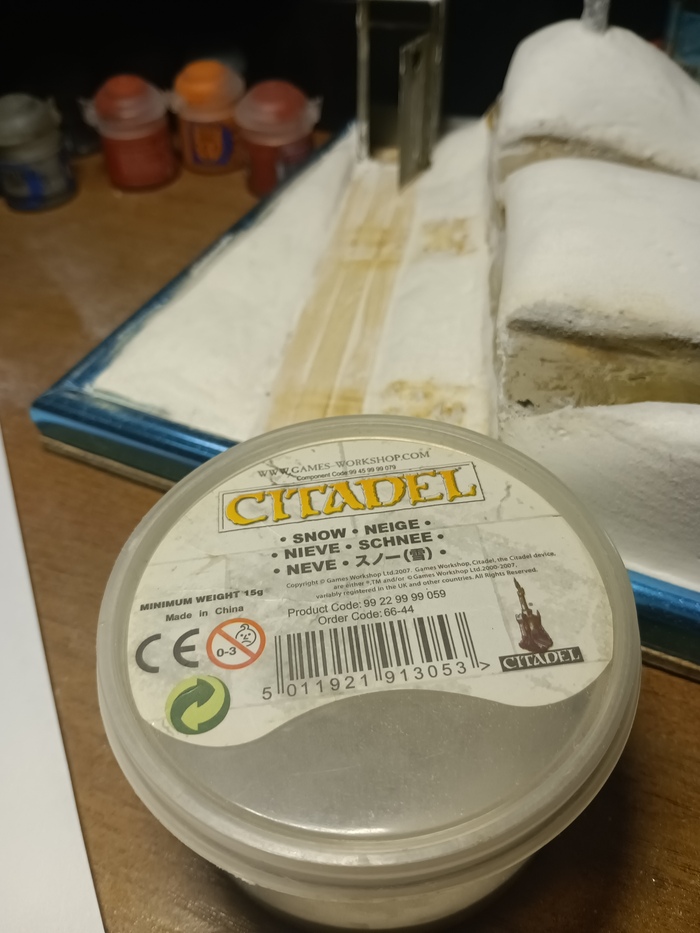 WWW.GAMES-WORKSHOP.COM
Component Code 99 45 99 99 079
CITADEL
• SNOW • NEIGE •
• NIEVE • SCHNEE •
• NEVE • スノー(雪) •
Copyright © Games Workshop Ltd.2007. Games Workshop, Citadel, the Citadel device,
are either ®,TM and/or © Games Workshop Ltd.2000-2007,
variably registered in the UK and other countries. All Rights Reserved.
MINIMUM WEIGHT 15g
Made in China
Product Code: 99 22 99 99 059
Order Code: 66-44
CE
0-3
5 011921 913053 >
CITADEL